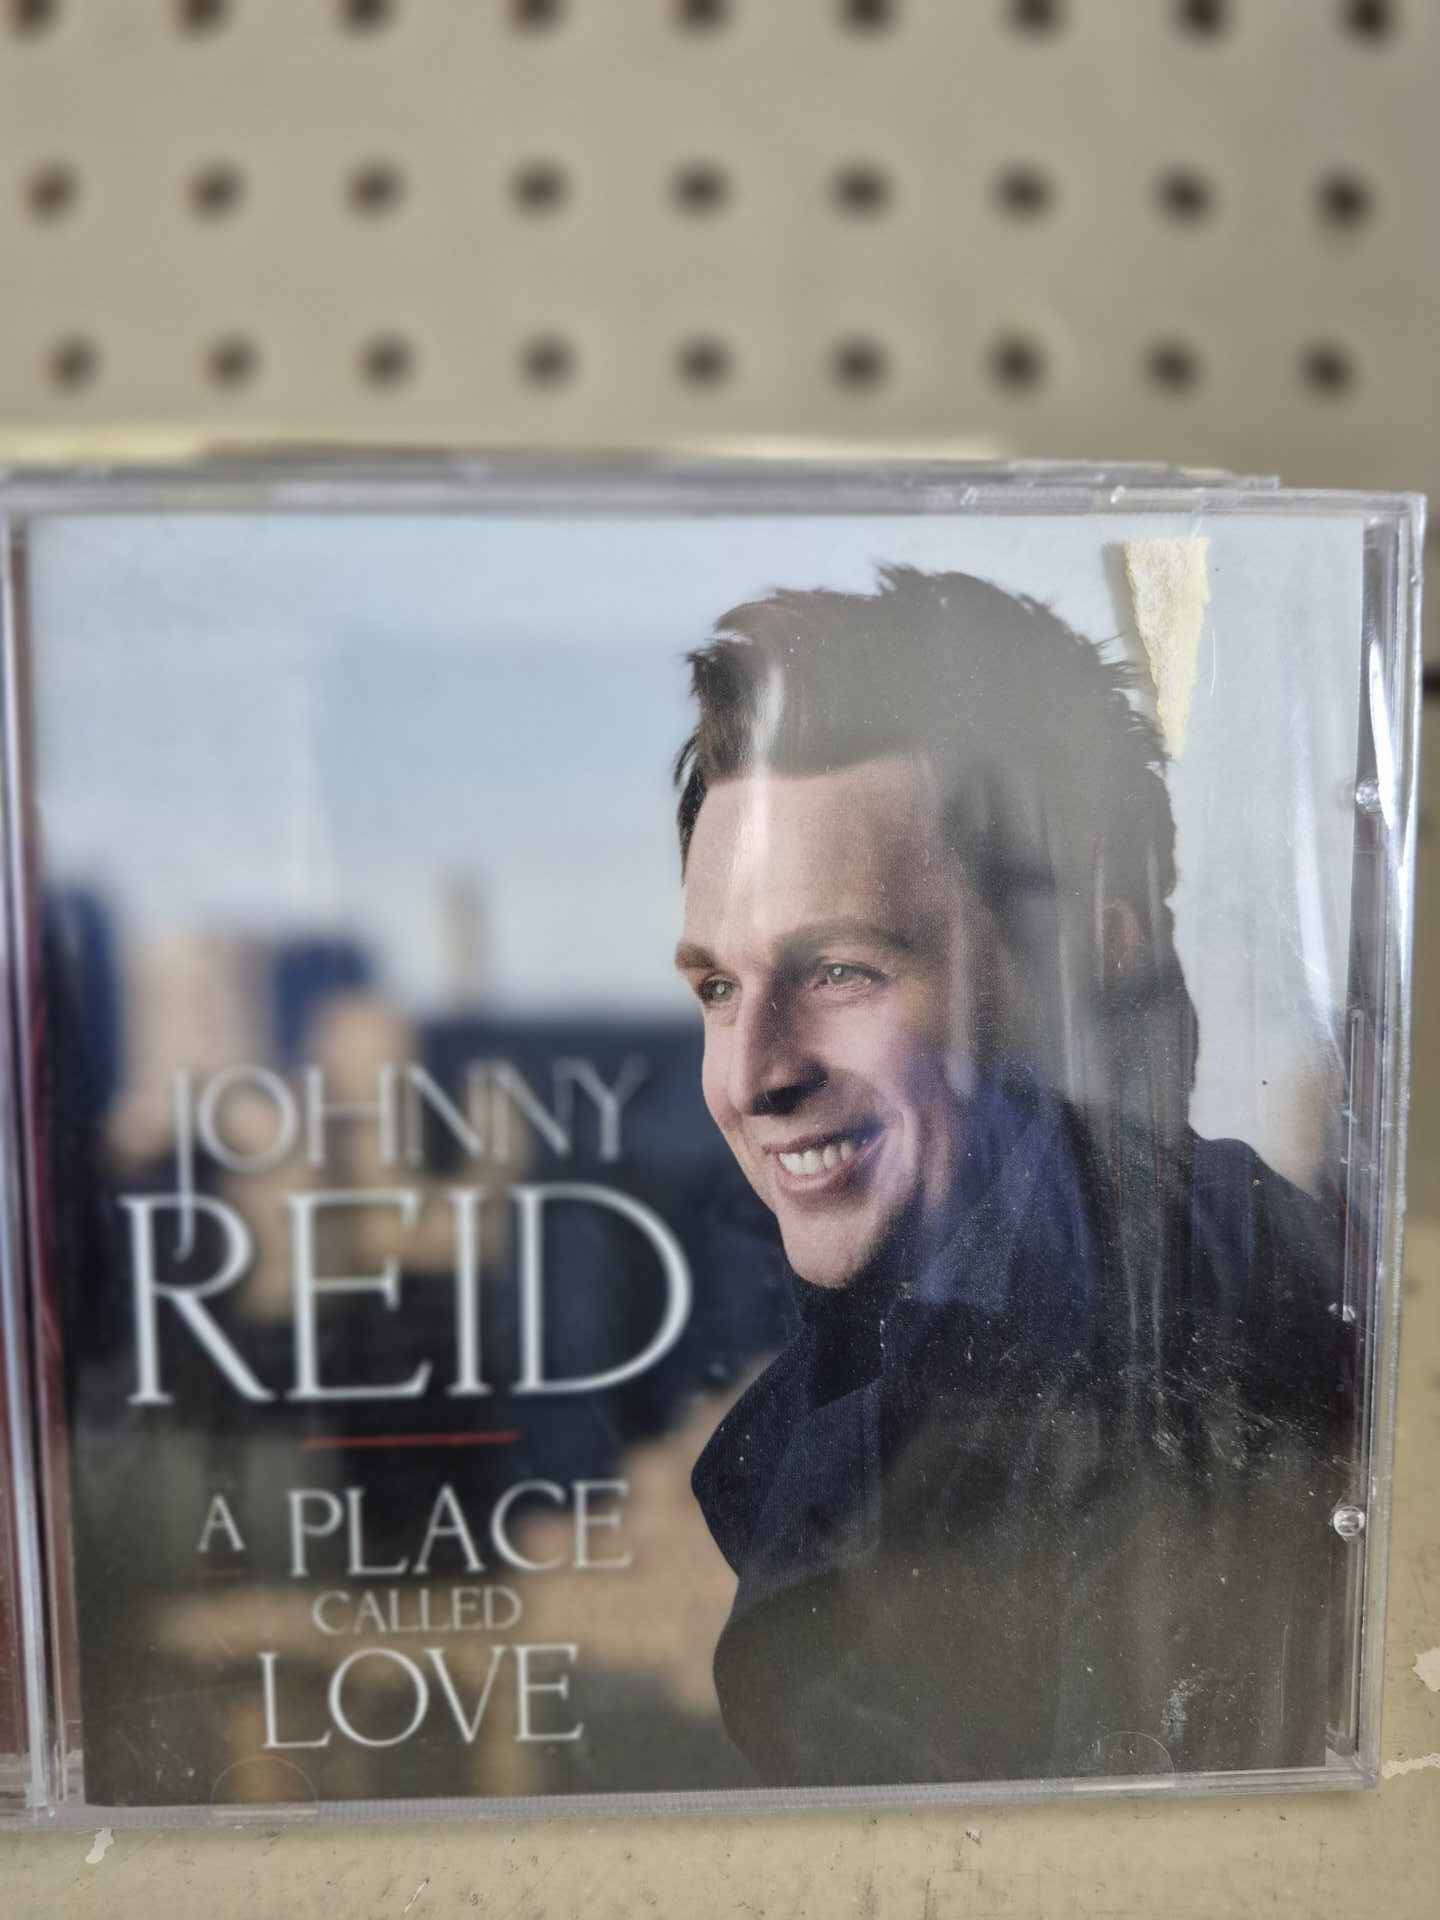 JOHNNY
REID
A PLACE
CALLED
LOVE